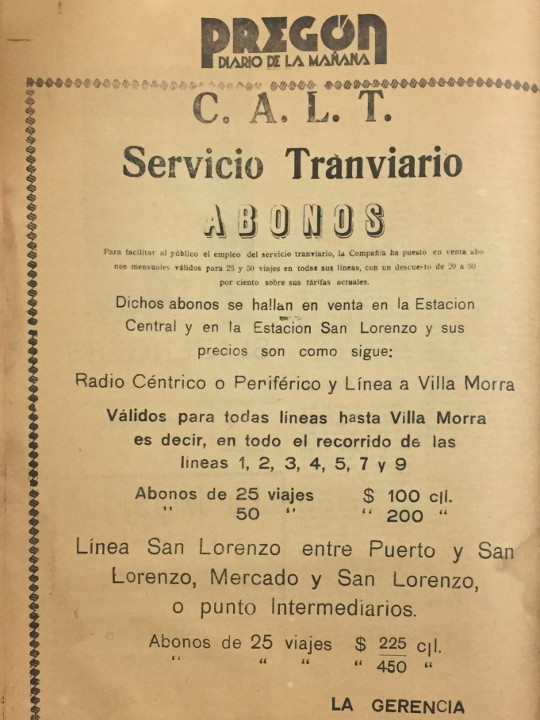 PREGÓN
DIARIO DE LA MAÑANA
C. A. L. T.
Servicio Tranviario
ABONOS
Para facilitar al público el empleo del servicio tranviario, la Compañía ha puesto en venta abo
nos mensuales válidos para 25 y 50 viajes en todas sus líneas, con un descuesto de 20 a 50
por ciento sobre sus tárifas actuales.
Dichos abonos se hallan en venta en la Estacion
Central y en la Estacion San Lorenzo y sus
precios son como sigue:
Radio Céntrico o Periférico y Línea a Villa Morra
Válidos para todas líneas hasta Villa Morra
es decir, en todo el recorrido de las
lineas 1, 2, 3, 4, 5, 7 y 9
Abonos de 25 viajes $ 100 c|l.
” 50 “ “ 200 “
Línea San Lorenzo entre Puerto y San
Lorenzo, Mercado y San Lorenzo,
o punto Intermediarios.
Abonos de 25 viajes $ 225 c|l.
“ “ “ “ 450 “
LA GERENCIA